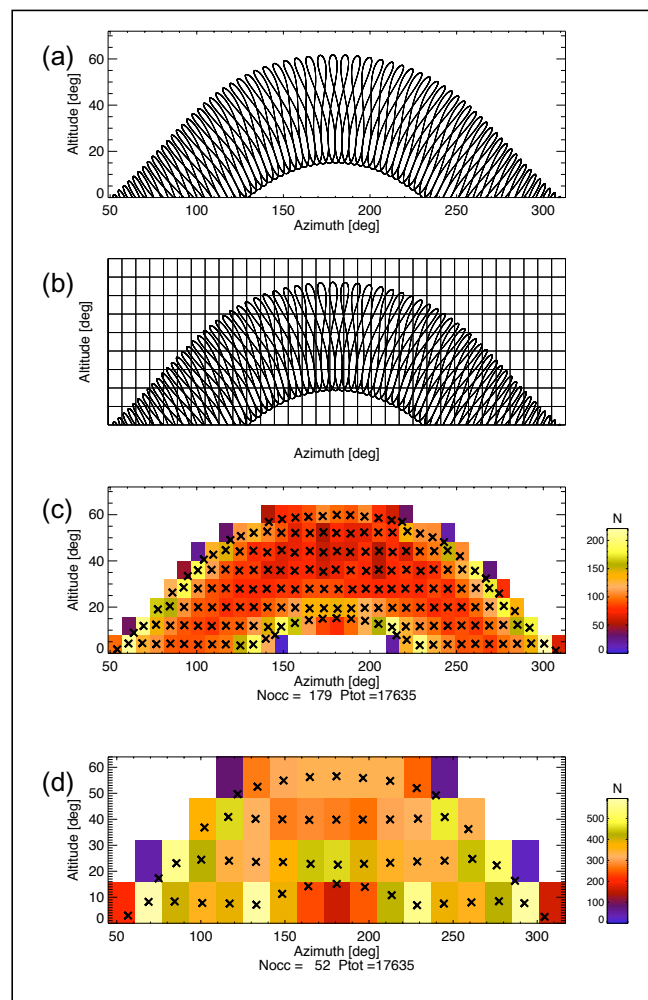 (a)
Altitude [deg]
60
40
20
0
50 100 150 200 250 300
Azimuth [deg]
(b)
Altitude [deg]
Azimuth [deg]
(c)
Altitude [deg]
60
40
20
0
50 100 150 200 250 300
Azimuth [deg]
Nocc = 179 Ptot =17635
N
200
150
100
50
0
(d)
Altitude [deg]
60
50
40
30
20
10
0
50 100 150 200 250 300
Azimuth [deg]
Nocc = 52 Ptot =17635
N
500
400
300
200
100
0